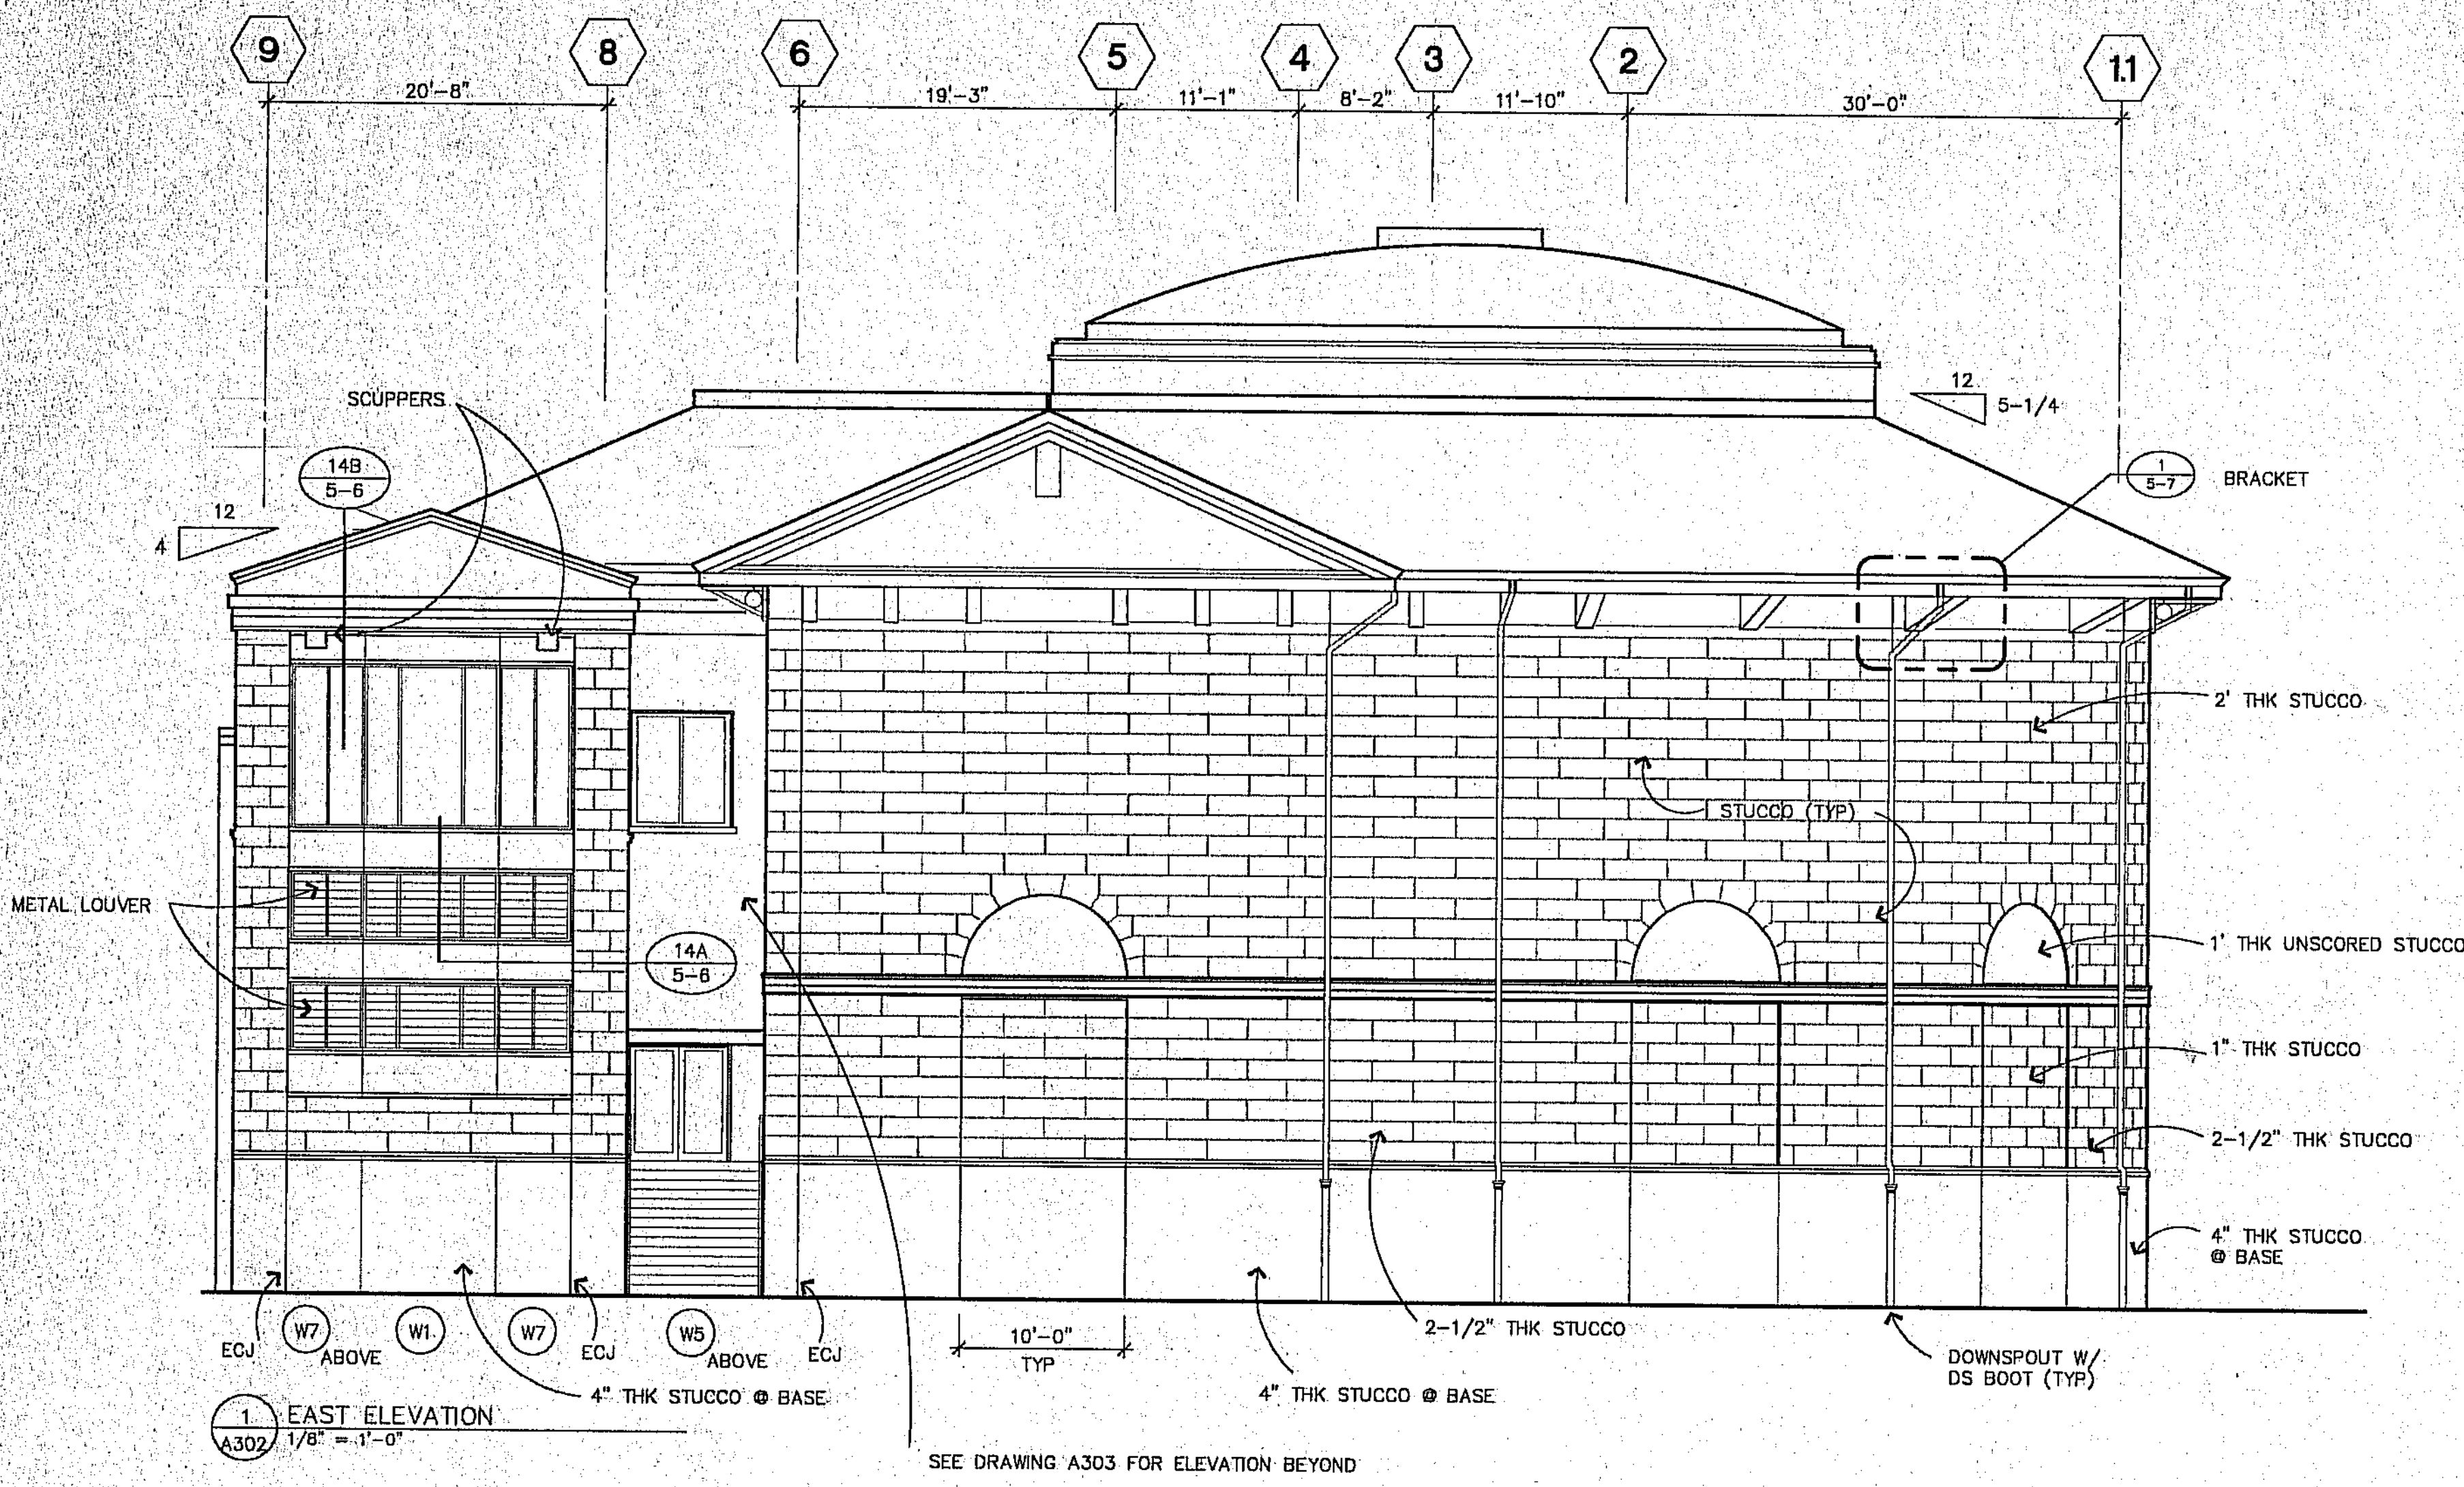 9
8
6
5
4
3
2
1.1
20'-8"
19'-3"
11'-1"
8'-2"
11'-10"
30'-0"
SCUPPERS
12
5-1/4
14B
5-6
1
5-7
BRACKET
12
4
2' THK STUCCO
STUCCO (TYP)
METAL LOUVER
14A
5-6
1' THK UNSCORED STUCCO
1" THK STUCCO
2-1/2" THK STUCCO
4" THK STUCCO
@ BASE
ECJ
W7
ABOVE
W1
W7
ECJ
W5
ABOVE
ECJ
10'-0"
TYP
2-1/2" THK STUCCO
DOWNSPOUT W/
DS BOOT (TYP)
4" THK STUCCO @ BASE
4" THK STUCCO @ BASE
1
A302
EAST ELEVATION
1/8" = 1'-0"
SEE DRAWING A303 FOR ELEVATION BEYOND